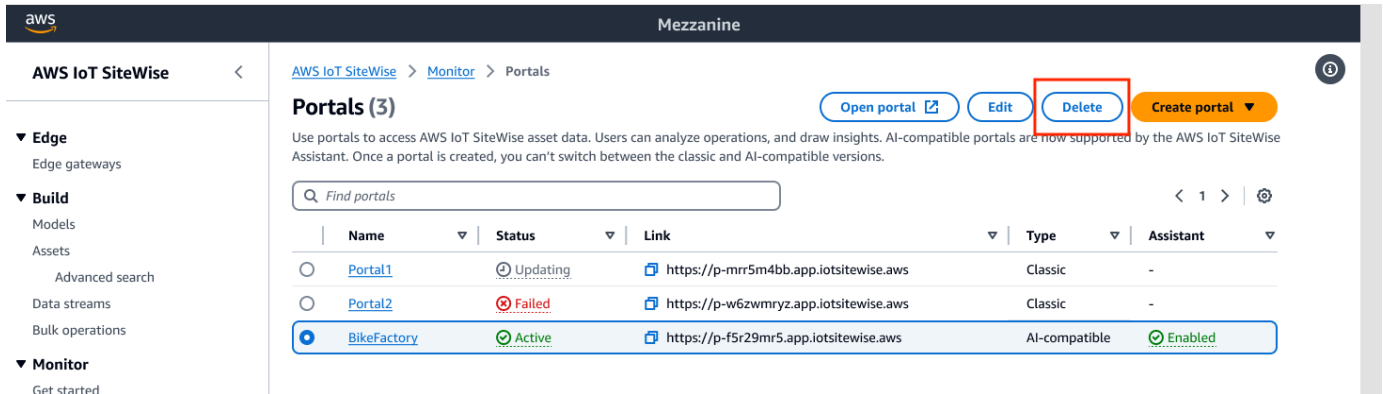 aws
Mezzanine
AWS IoT SiteWise
Edge
Edge gateways
Build
Models
Assets
Advanced search
Data streams
Bulk operations
Monitor
Get started
AWS IoT SiteWise > Monitor > Portals
Portals (3)
Open portal Edit Delete Create portal
Use portals to access AWS IoT SiteWise asset data. Users can analyze operations, and draw insights. AI-compatible portals are now supported by the AWS IoT SiteWise
Assistant. Once a portal is created, you can't switch between the classic and AI-compatible versions.
Find portals
< 1 >
Name Status Link Type Assistant
Portal1 Updating https://p-mrr5m4bb.app.iotsitewise.aws Classic -
Portal2 Failed https://p-w6zwmryz.app.iotsitewise.aws Classic -
BikeFactory Active https://p-f5r29mr5.app.iotsitewise.aws AI-compatible Enabled